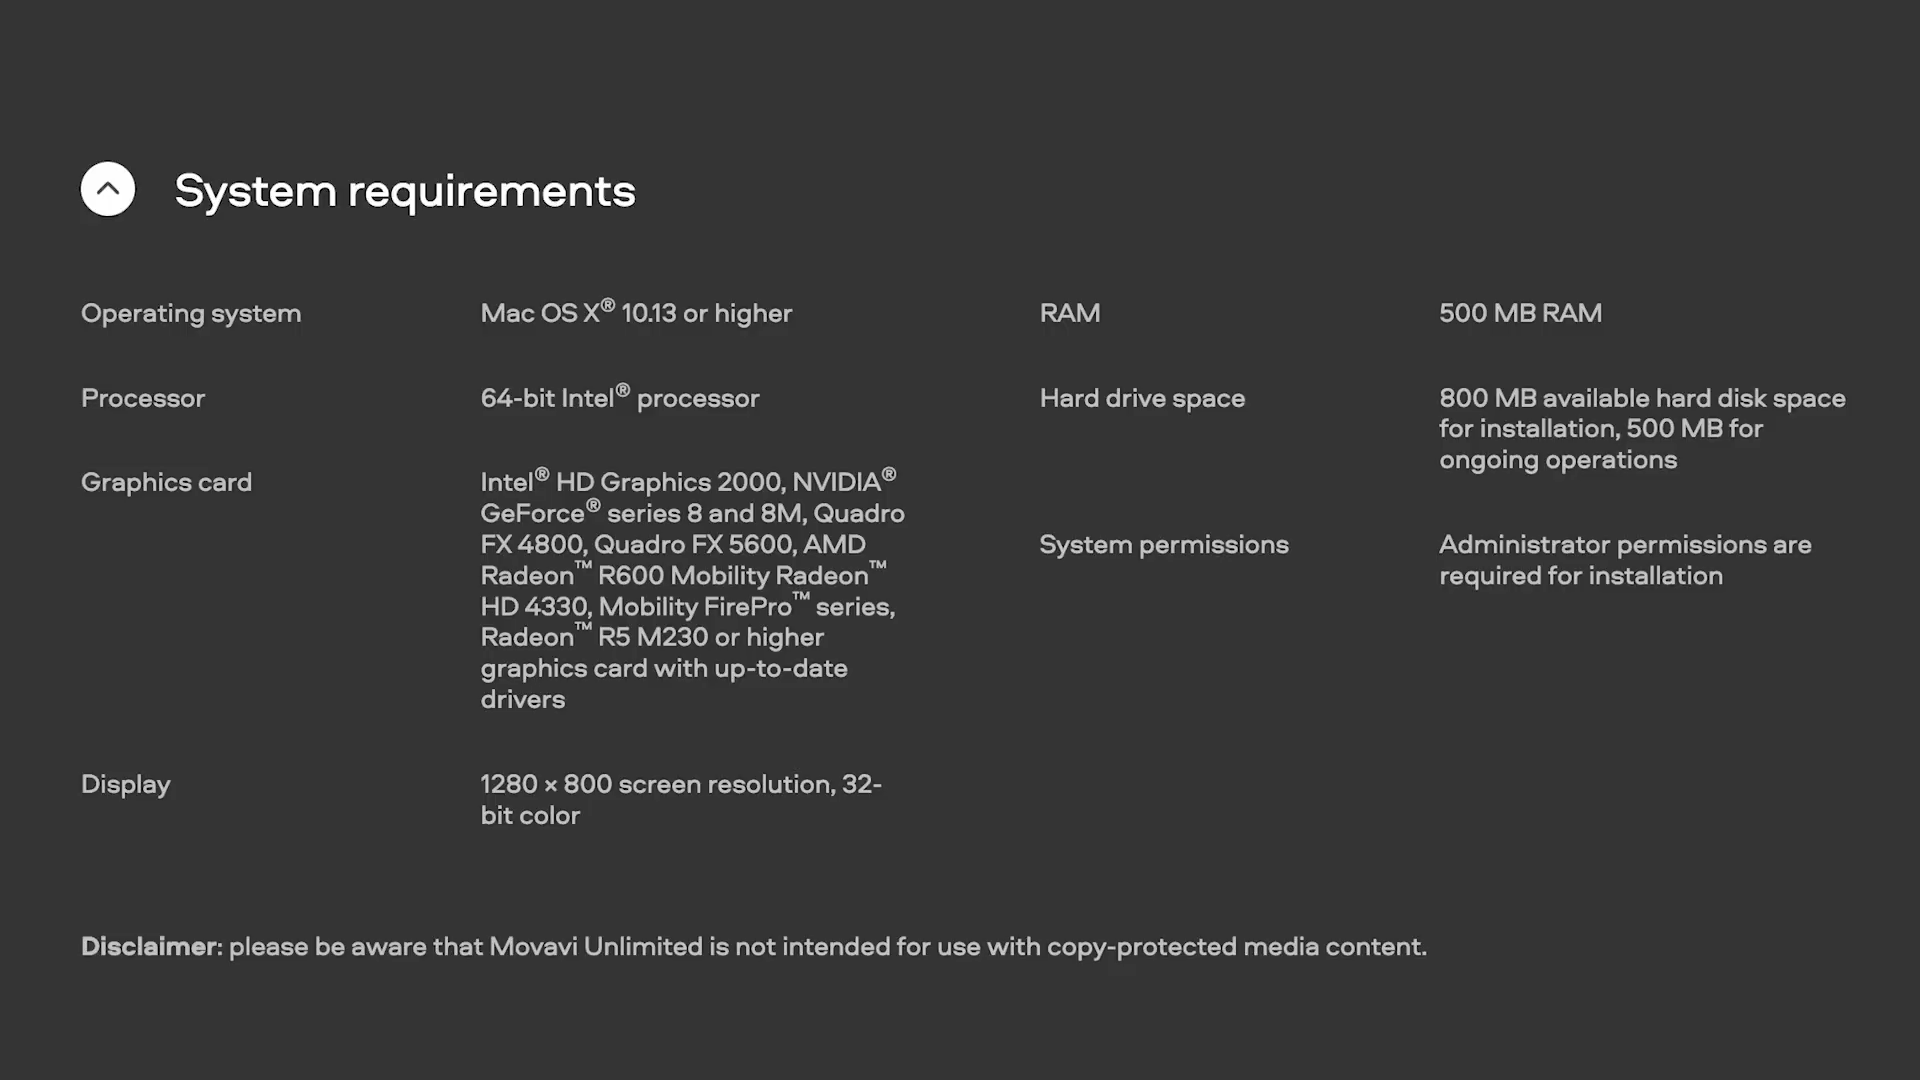 System requirements
Operating system
Mac OS X® 10.13 or higher
Processor
64-bit Intel® processor
Graphics card
Intel® HD Graphics 2000, NVIDIA®
GeForce® series 8 and 8M, Quadro
FX 4800, Quadro FX 5600, AMD
Radeon™ R600 Mobility Radeon™
HD 4330, Mobility FirePro™ series,
Radeon™ R5 M230 or higher
graphics card with up-to-date
drivers
Display
1280 × 800 screen resolution, 32-
bit color
RAM
500 MB RAM
Hard drive space
800 MB available hard disk space
for installation, 500 MB for
ongoing operations
System permissions
Administrator permissions are
required for installation
Disclaimer: please be aware that Movavi Unlimited is not intended for use with copy-protected media content.